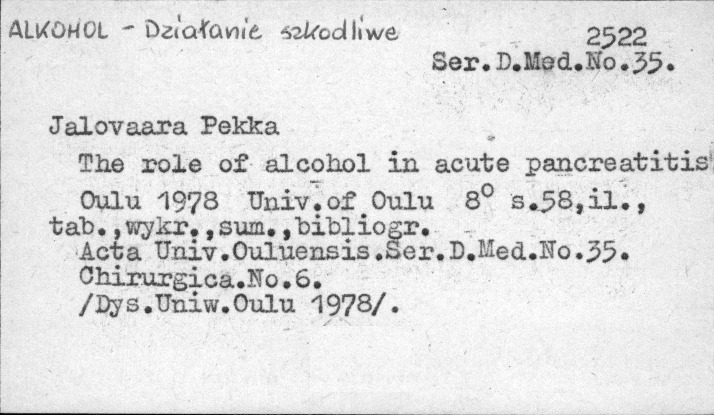 ALKOHOL - Działanie szkodliwe
2522
Ser.D.Med.No.35.
Jalovaara Pekka
The role of alcohol in acute pancreatitis
Oulu 1978 Univ.of Oulu 8° s.58,il.,
tab.,wykr.,sum.,bibliogr.
Acta Univ.Ouluensis.Ser.D.Med.No.35.
Chirurgica.No.6.
/Dys.Uniw.Oulu 1978/.